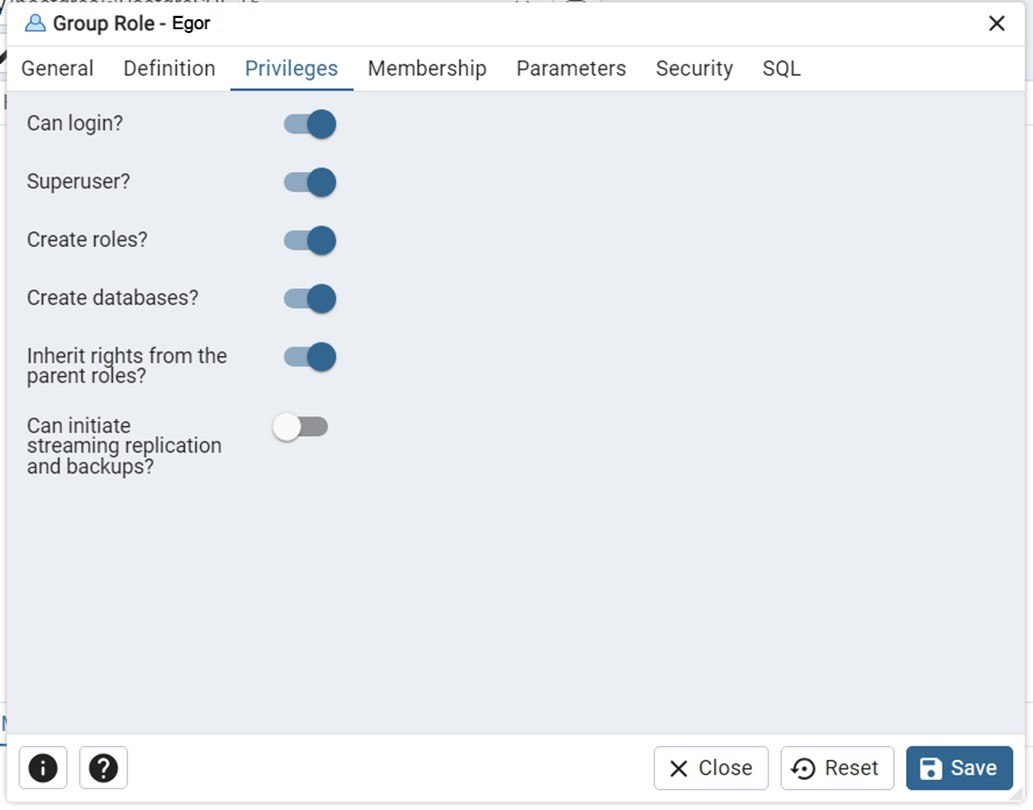 Group Role - Egor
General Definition Privileges Membership Parameters Security SQL
Can login?
Superuser?
Create roles?
Create databases?
Inherit rights from the
parent roles?
Can initiate
streaming replication
and backups?
Close Reset Save